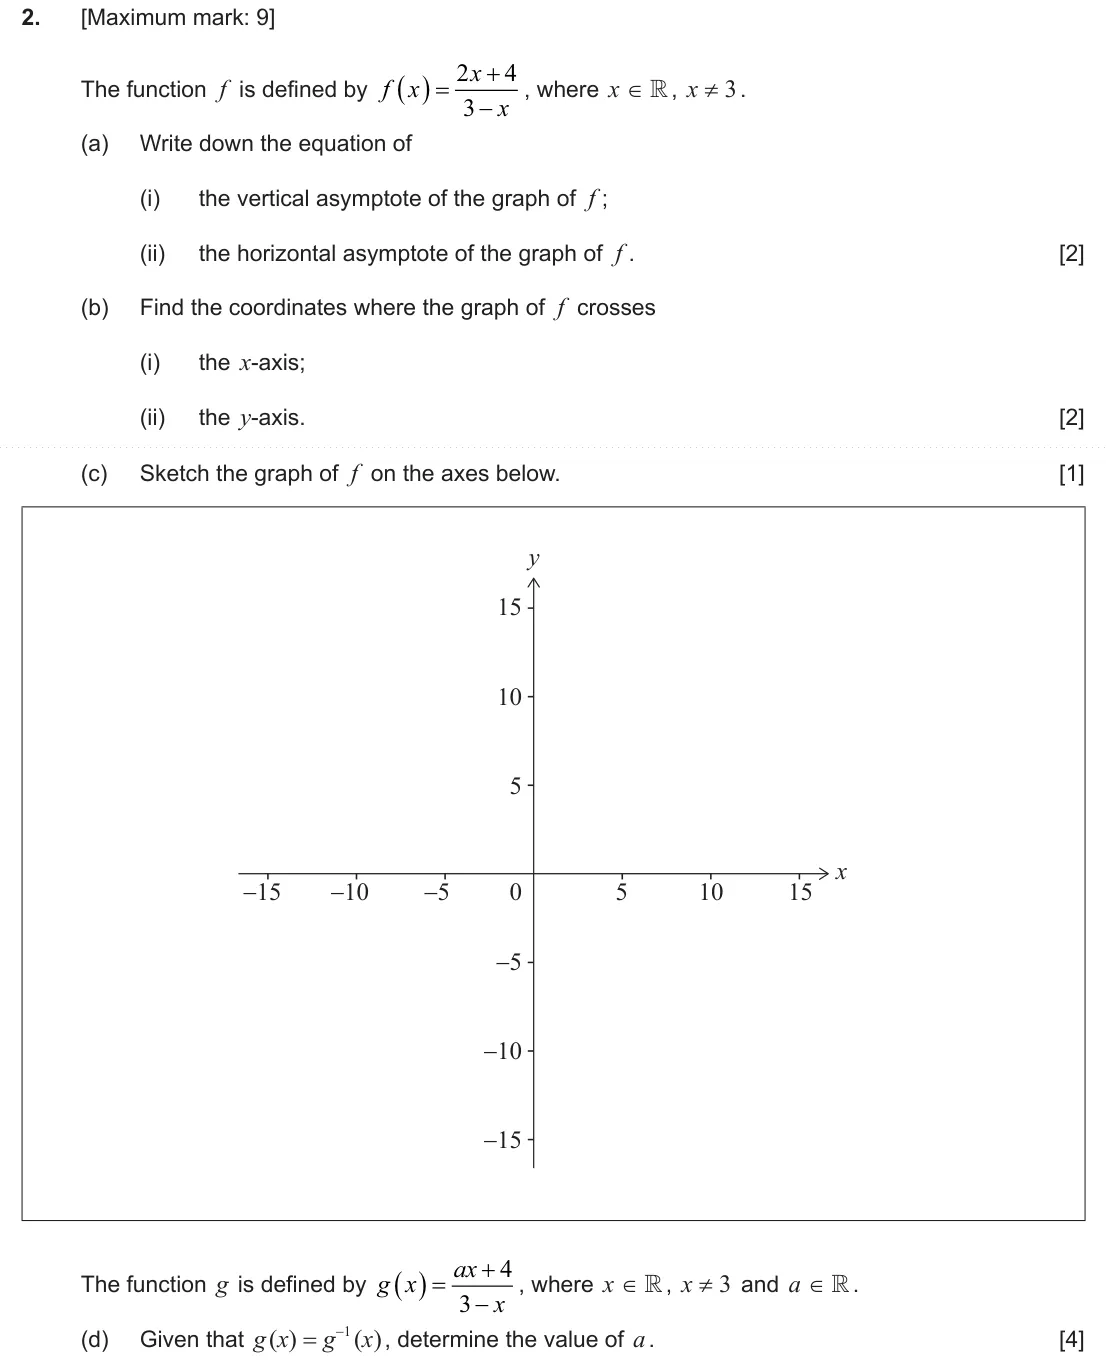 2. [Maximum mark: 9]
The function f is defined by f(x) = (2x + 4)/(3 − x), where x ∈ ℝ, x ≠ 3.
(a) Write down the equation of
(i) the vertical asymptote of the graph of f;
(ii) the horizontal asymptote of the graph of f. [2]
(b) Find the coordinates where the graph of f crosses
(i) the x-axis;
(ii) the y-axis. [2]
(c) Sketch the graph of f on the axes below. [1]
y
15
10
5
x
−15 −10 −5 0 5 10 15
−5
−10
−15
The function g is defined by g(x) = (ax + 4)/(3 − x), where x ∈ ℝ, x ≠ 3 and a ∈ ℝ.
(d) Given that g(x) = g⁻¹(x), determine the value of a. [4]